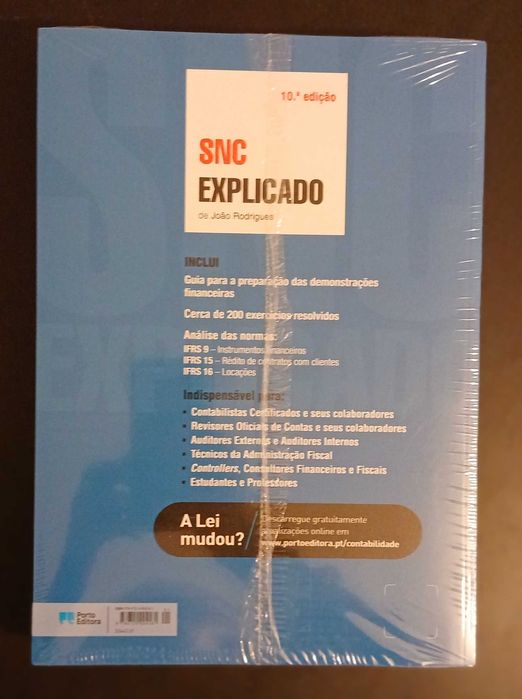 10.ª edição
SNC
EXPLICADO
de João Rodrigues
INCLUI
Guia para a preparação das demonstrações
financeiras
Cerca de 200 exercícios resolvidos
Análise das normas:
IFRS 9 – Instrumentos financeiros
IFRS 15 – Rédito de contratos com clientes
IFRS 16 – Locações
Indispensável para:
• Contabilistas Certificados e seus colaboradores
• Revisores Oficiais de Contas e seus colaboradores
• Auditores Externos e Auditores Internos
• Técnicos da Administração Fiscal
• Controllers, Consultores Financeiros e Fiscais
• Estudantes e Professores
A Lei
mudou?
Descarregue gratuitamente
atualizações online em
www.portoeditora.pt/contabilidade
Porto
Editora